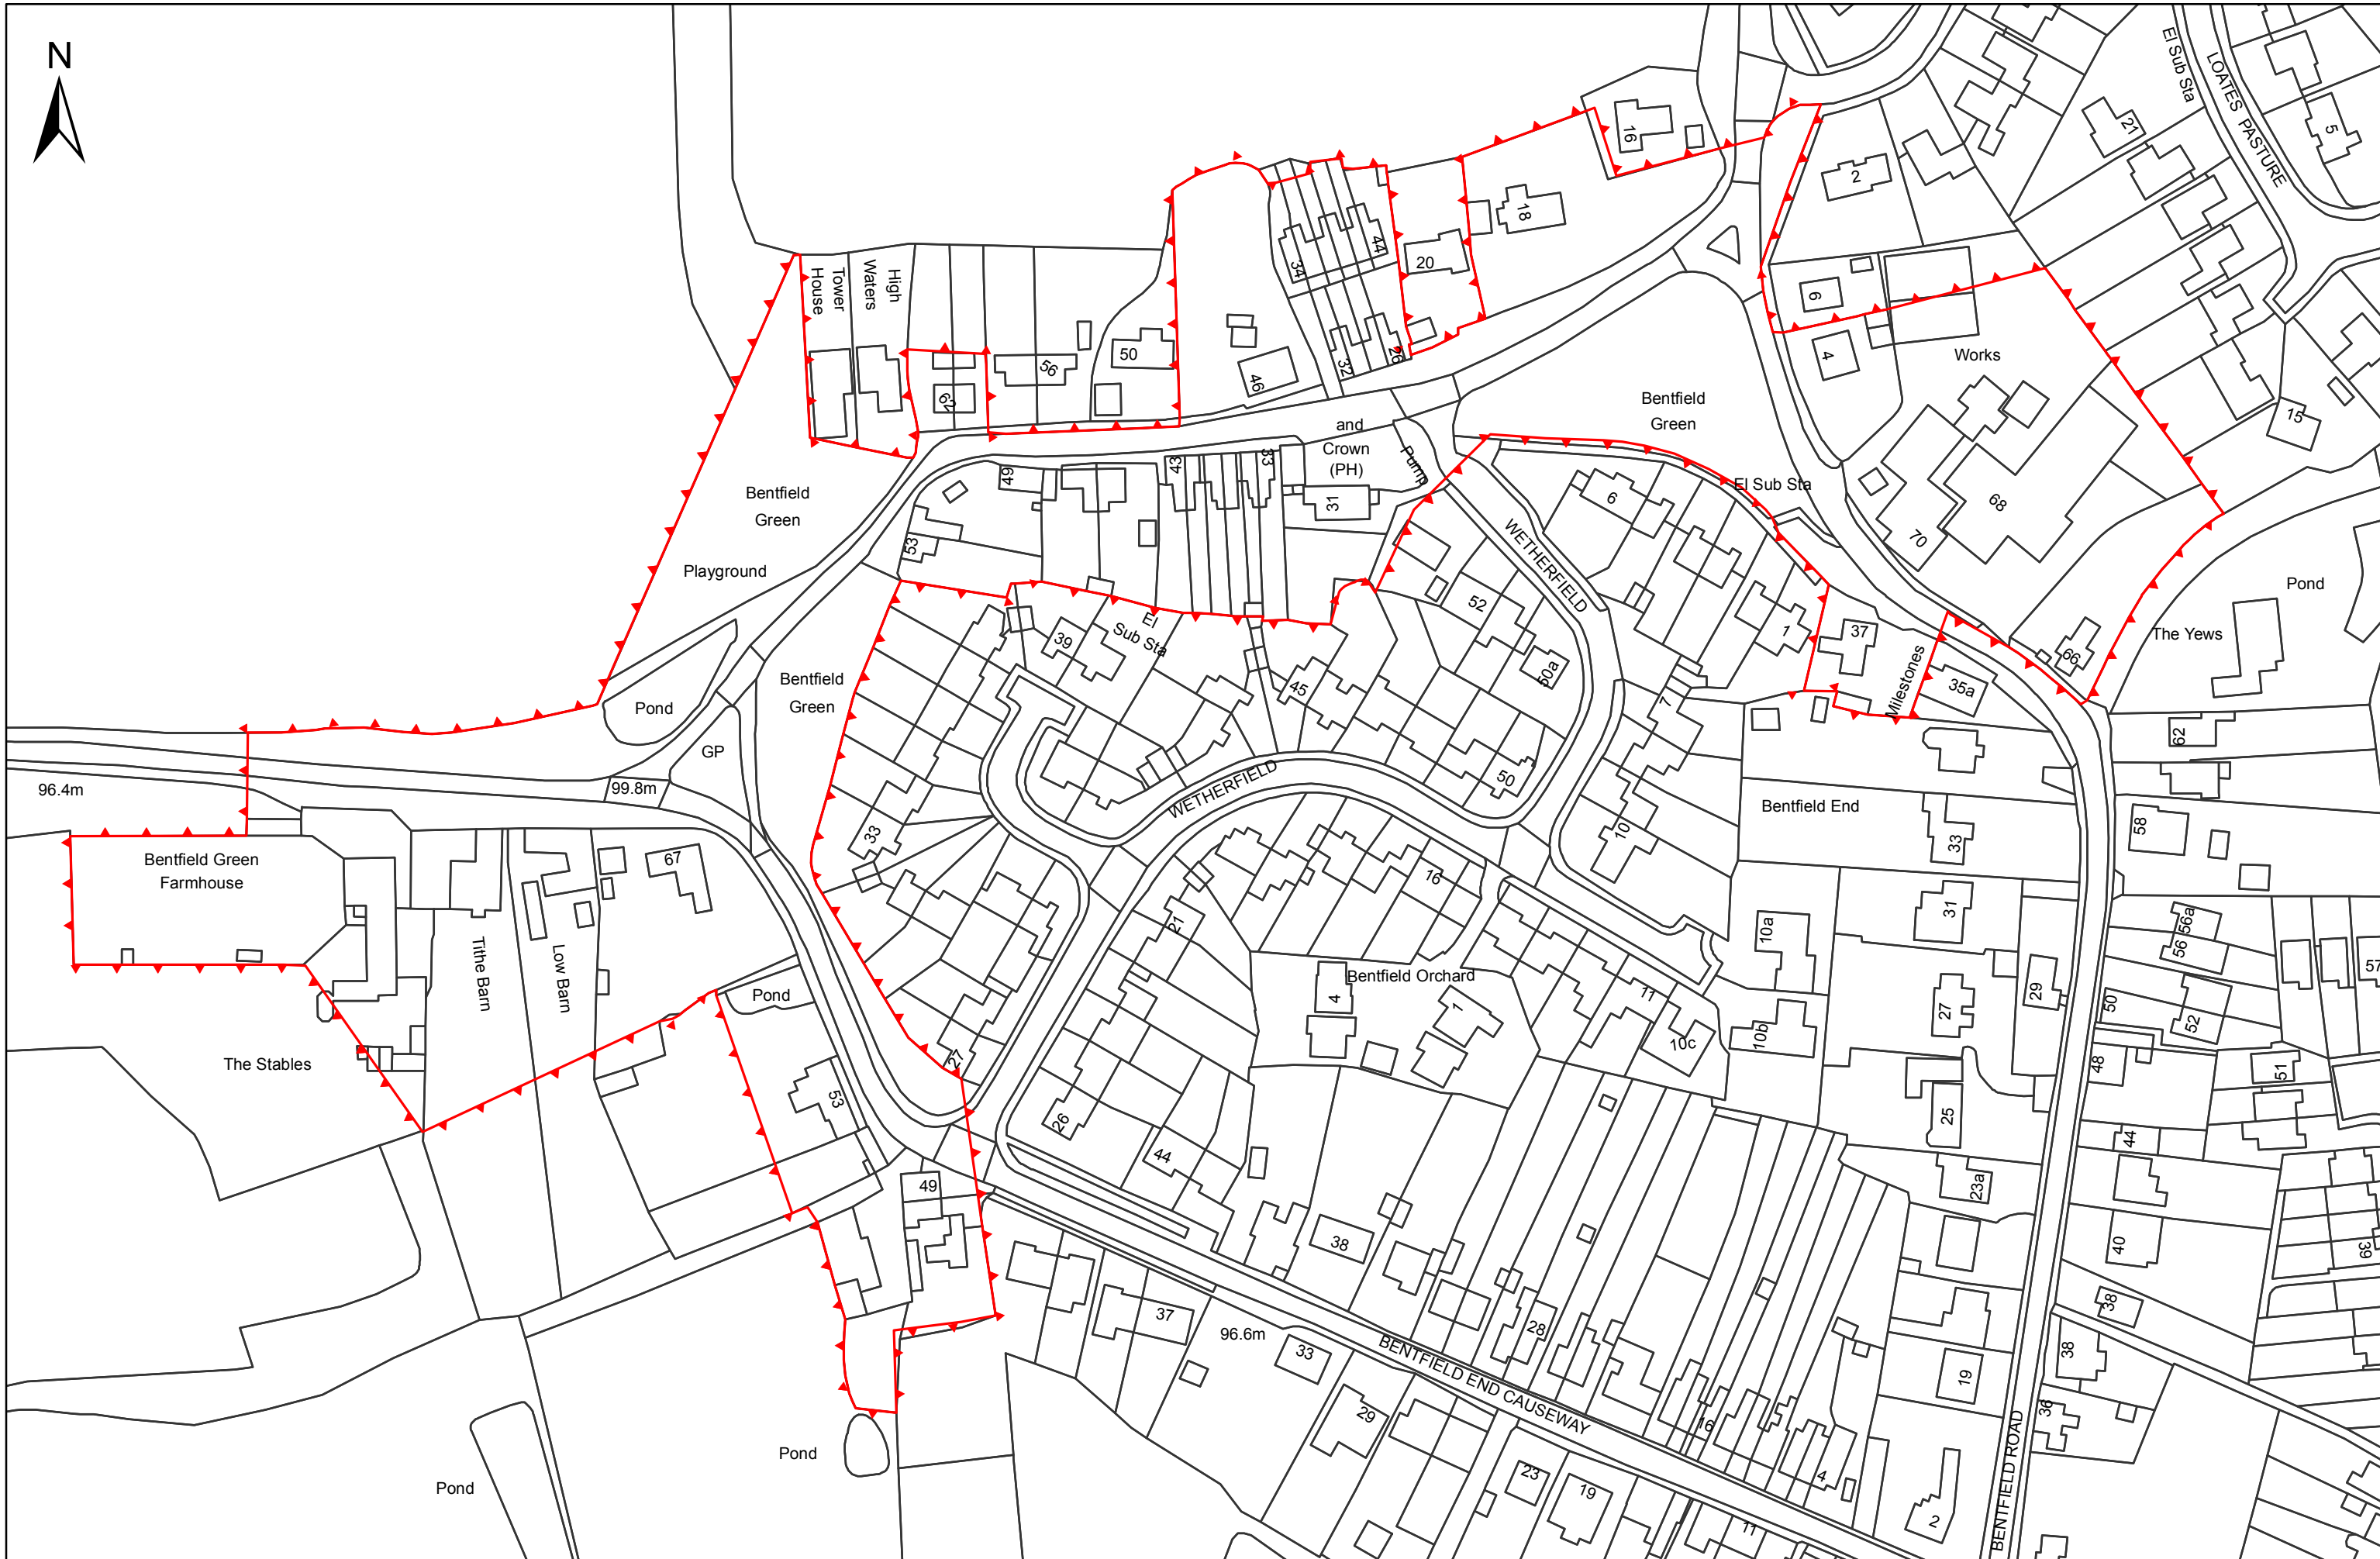 N
El Sub Sta
LOATES PASTURE
5
21
16
2
18
44
34
20
6
Tower
House
High
Waters
4
Works
50
56
46
32
26
62
Bentfield
Green
15
and
Crown
(PH)
Pump
43
33
49
31
Bentfield
Green
El Sub Sta
6
68
70
WETHERFIELD
53
Playground
52
Pond
39
El
Sub Sta
1
37
The Yews
66
50a
45
Bentfield
Green
Milestones
35a
7
Pond
GP
62
50
WETHERFIELD
96.4m
99.8m
Bentfield End
10
33
58
33
Bentfield Green
Farmhouse
67
16
31
21
10a
56a
56
57
Tithe Barn
Low Barn
Bentfield Orchard
Pond
4
1
11
29
27
50
52
10b
10c
The Stables
27
48
51
53
25
26
44
44
49
23a
38
40
39
37
96.6m
38
28
33
BENTFIELD END CAUSEWAY
38
19
29
36
16
BENTFIELD ROAD
Pond
Pond
4
23
19
11
2